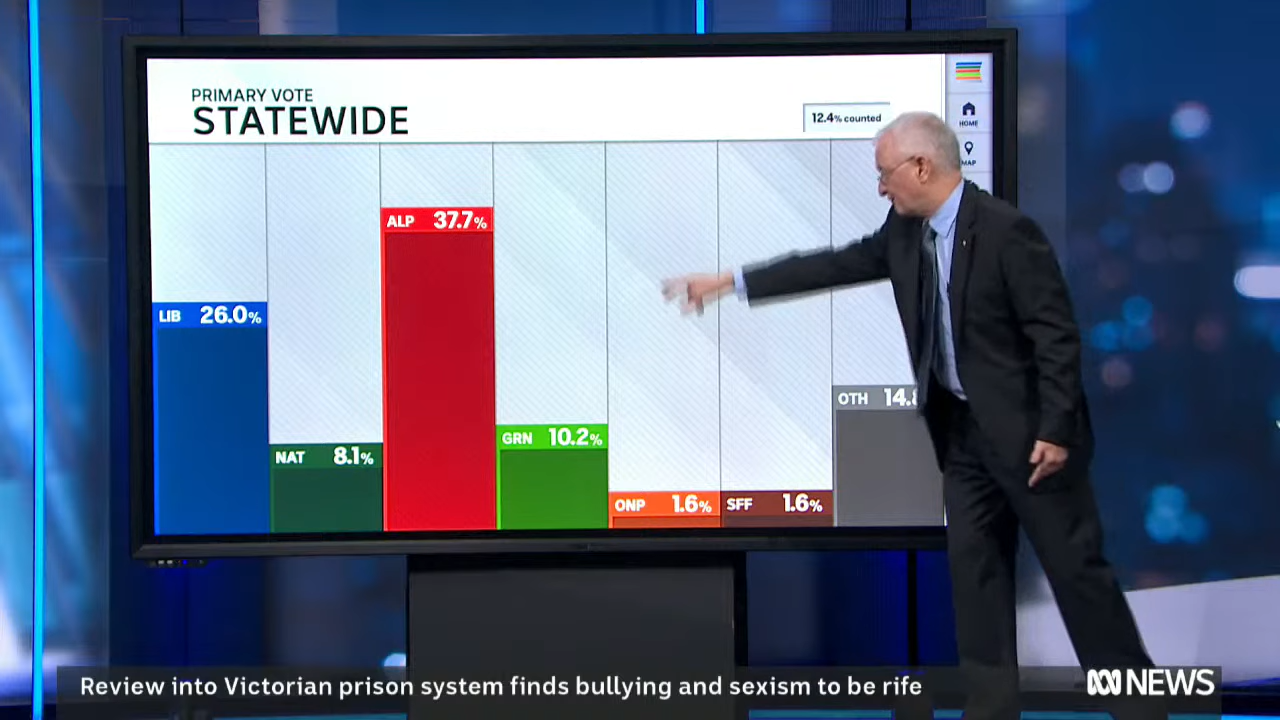 PRIMARY VOTE
STATEWIDE
12.4% counted
HOME
MAP
LIB 26.0%
NAT 8.1%
ALP 37.7%
GRN 10.2%
ONP 1.6%
SFF 1.6%
OTH 14.8
Review into Victorian prison system finds bullying and sexism to be rife
NEWS